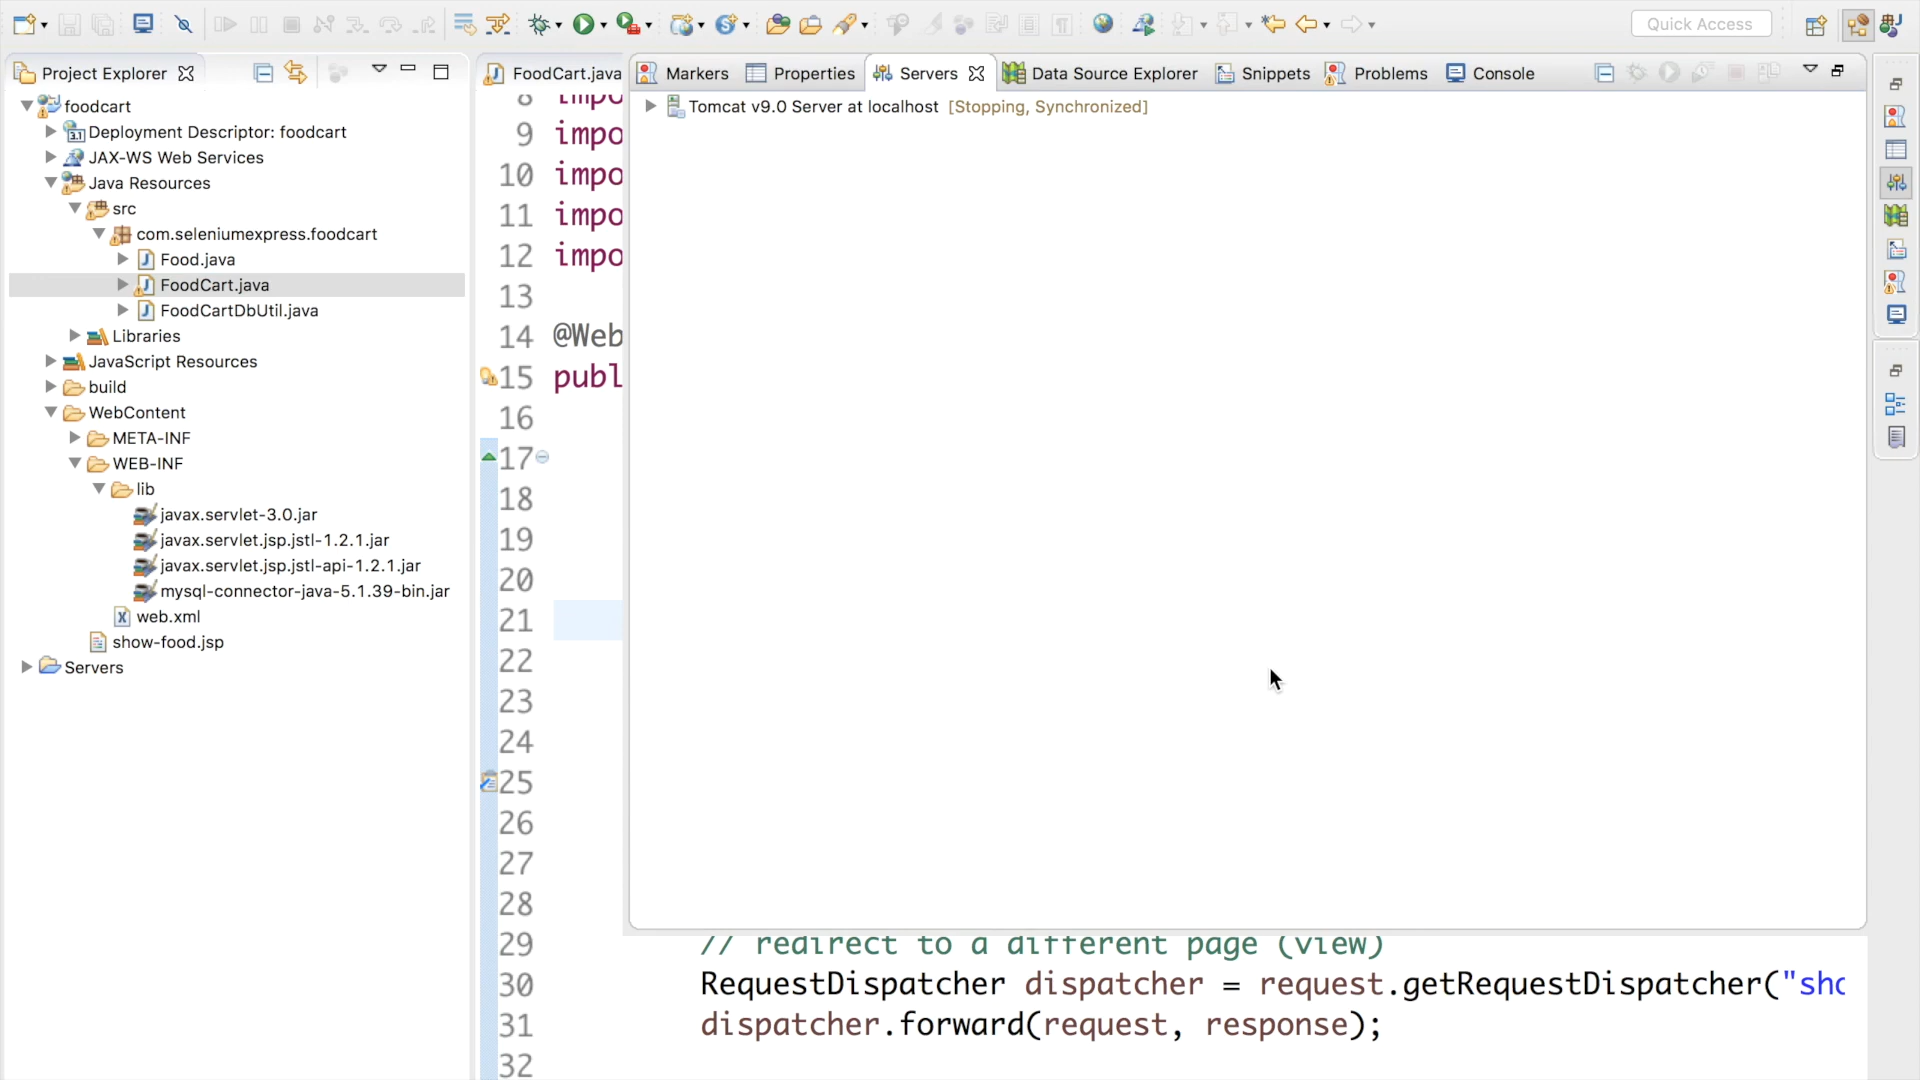 Quick Access
Project Explorer
foodcart
Deployment Descriptor: foodcart
JAX-WS Web Services
Java Resources
src
com.seleniumexpress.foodcart
Food.java
FoodCart.java
FoodCartDbUtil.java
Libraries
JavaScript Resources
build
WebContent
META-INF
WEB-INF
lib
javax.servlet-3.0.jar
javax.servlet.jsp.jstl-1.2.1.jar
javax.servlet.jsp.jstl-api-1.2.1.jar
mysql-connector-java-5.1.39-bin.jar
web.xml
show-food.jsp
Servers
FoodCart.java
Markers Properties Servers Data Source Explorer Snippets Problems Console
Tomcat v9.0 Server at localhost [Stopping, Synchronized]
8 impo
9 impo
10 impo
11 impo
12 impo
13
14 @Web
15 publ
16
17
18
19
20
21
22
23
24
25
26
27
28
29 // redirect to a different page (view)
30 RequestDispatcher dispatcher = request.getRequestDispatcher("sho
31 dispatcher.forward(request, response);
32